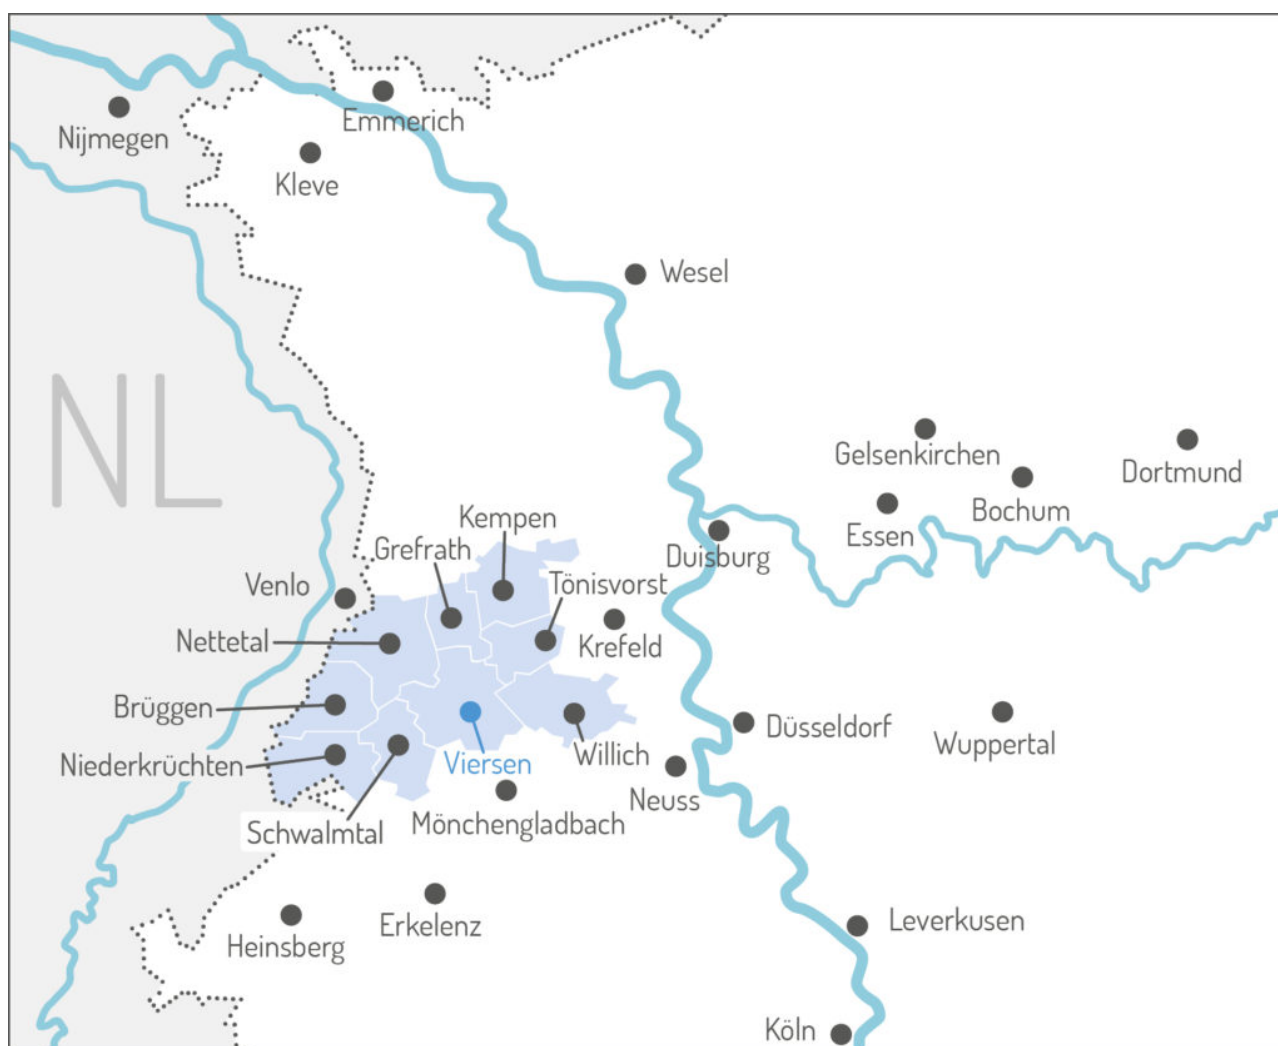 Emmerich
Nijmegen
Kleve
Wesel
NL
Gelsenkirchen
Dortmund
Bochum
Kempen
Essen
Grefrath
Duisburg
Venlo
Tönisvorst
Nettetal
Krefeld
Brüggen
Düsseldorf
Wuppertal
Niederkrüchten
Viersen
Willich
Neuss
Schwalmtal
Mönchengladbach
Erkelenz
Leverkusen
Heinsberg
Köln